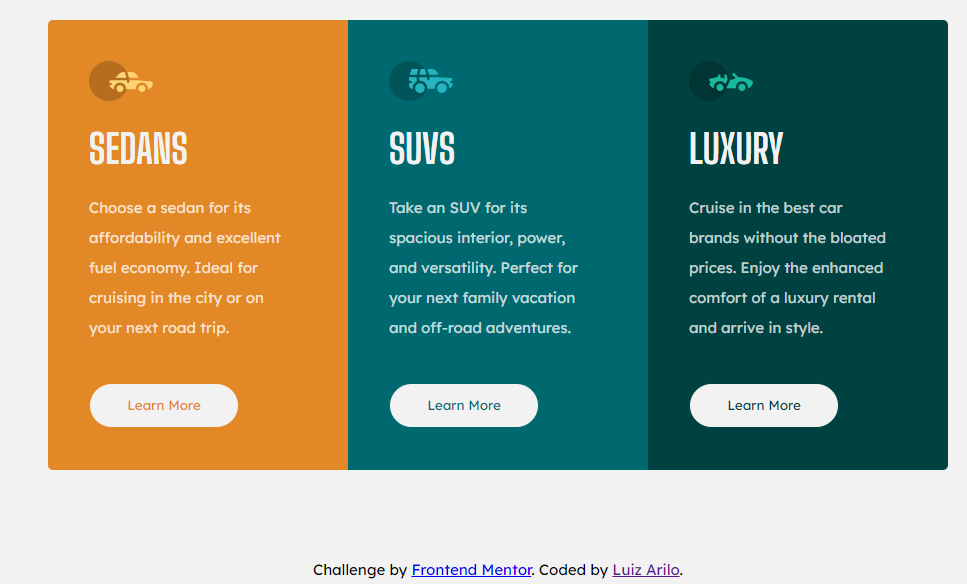 SEDANS
Choose a sedan for its
affordability and excellent
fuel economy. Ideal for
cruising in the city or on
your next road trip.
Learn More
SUVS
Take an SUV for its
spacious interior, power,
and versatility. Perfect for
your next family vacation
and off-road adventures.
Learn More
LUXURY
Cruise in the best car
brands without the bloated
prices. Enjoy the enhanced
comfort of a luxury rental
and arrive in style.
Learn More
Challenge by Frontend Mentor. Coded by Luiz Arilo.